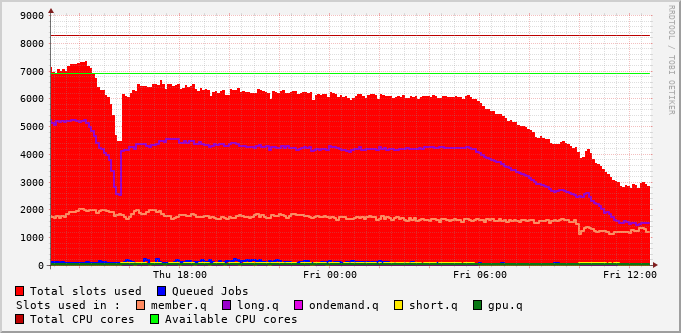 9000
8000
7000
6000
5000
4000
3000
2000
1000
0
Thu 18:00 Fri 00:00 Fri 06:00 Fri 12:00
RRDTOOL / TOBI OETIKER
Total slots used Queued Jobs
Slots used in : member.q long.q ondemand.q short.q gpu.q
Total CPU cores Available CPU cores